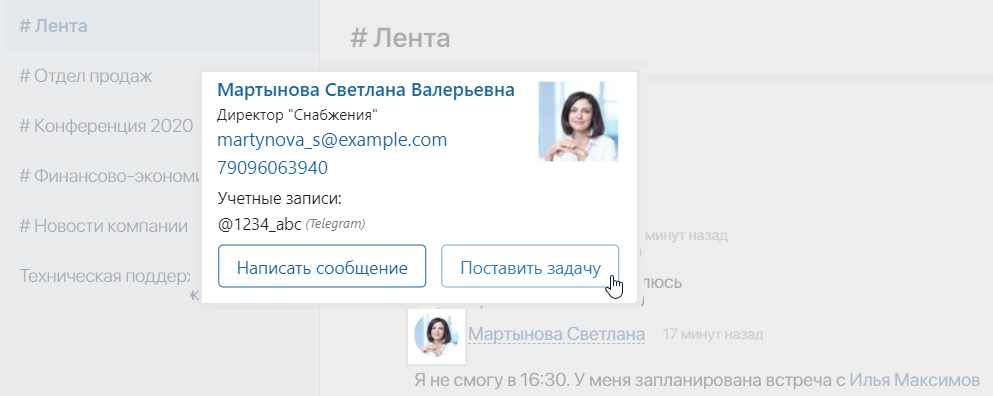 # Лента
# Лента
# Отдел продаж
# Конференция 2020
# Финансово-эконом
# Новости компании
Техническая поддерж
Мартынова Светлана Валерьевна
Директор "Снабжения"
martynova_s@example.com
79096063940
Учетные записи:
@1234_abc (Telegram)
Написать сообщение
Поставить задачу
минут назад
люсь
Мартынова Светлана 17 минут назад
Я не смогу в 16:30. У меня запланирована встреча с Илья Максимов